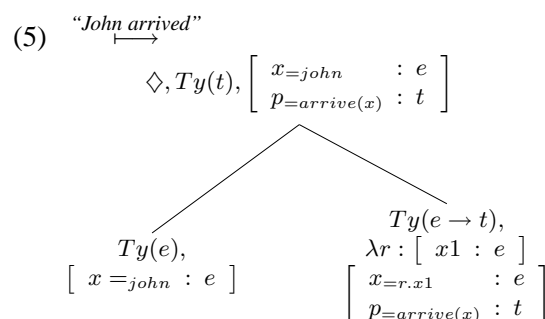 (5) “John arrived”
◇, Ty(t), [ x=john : e
p=arrive(x) : t ]
Ty(e),
[ x =john : e ]
Ty(e → t),
λr : [ x1 : e ]
[ x=r.x1 : e
p=arrive(x) : t ]